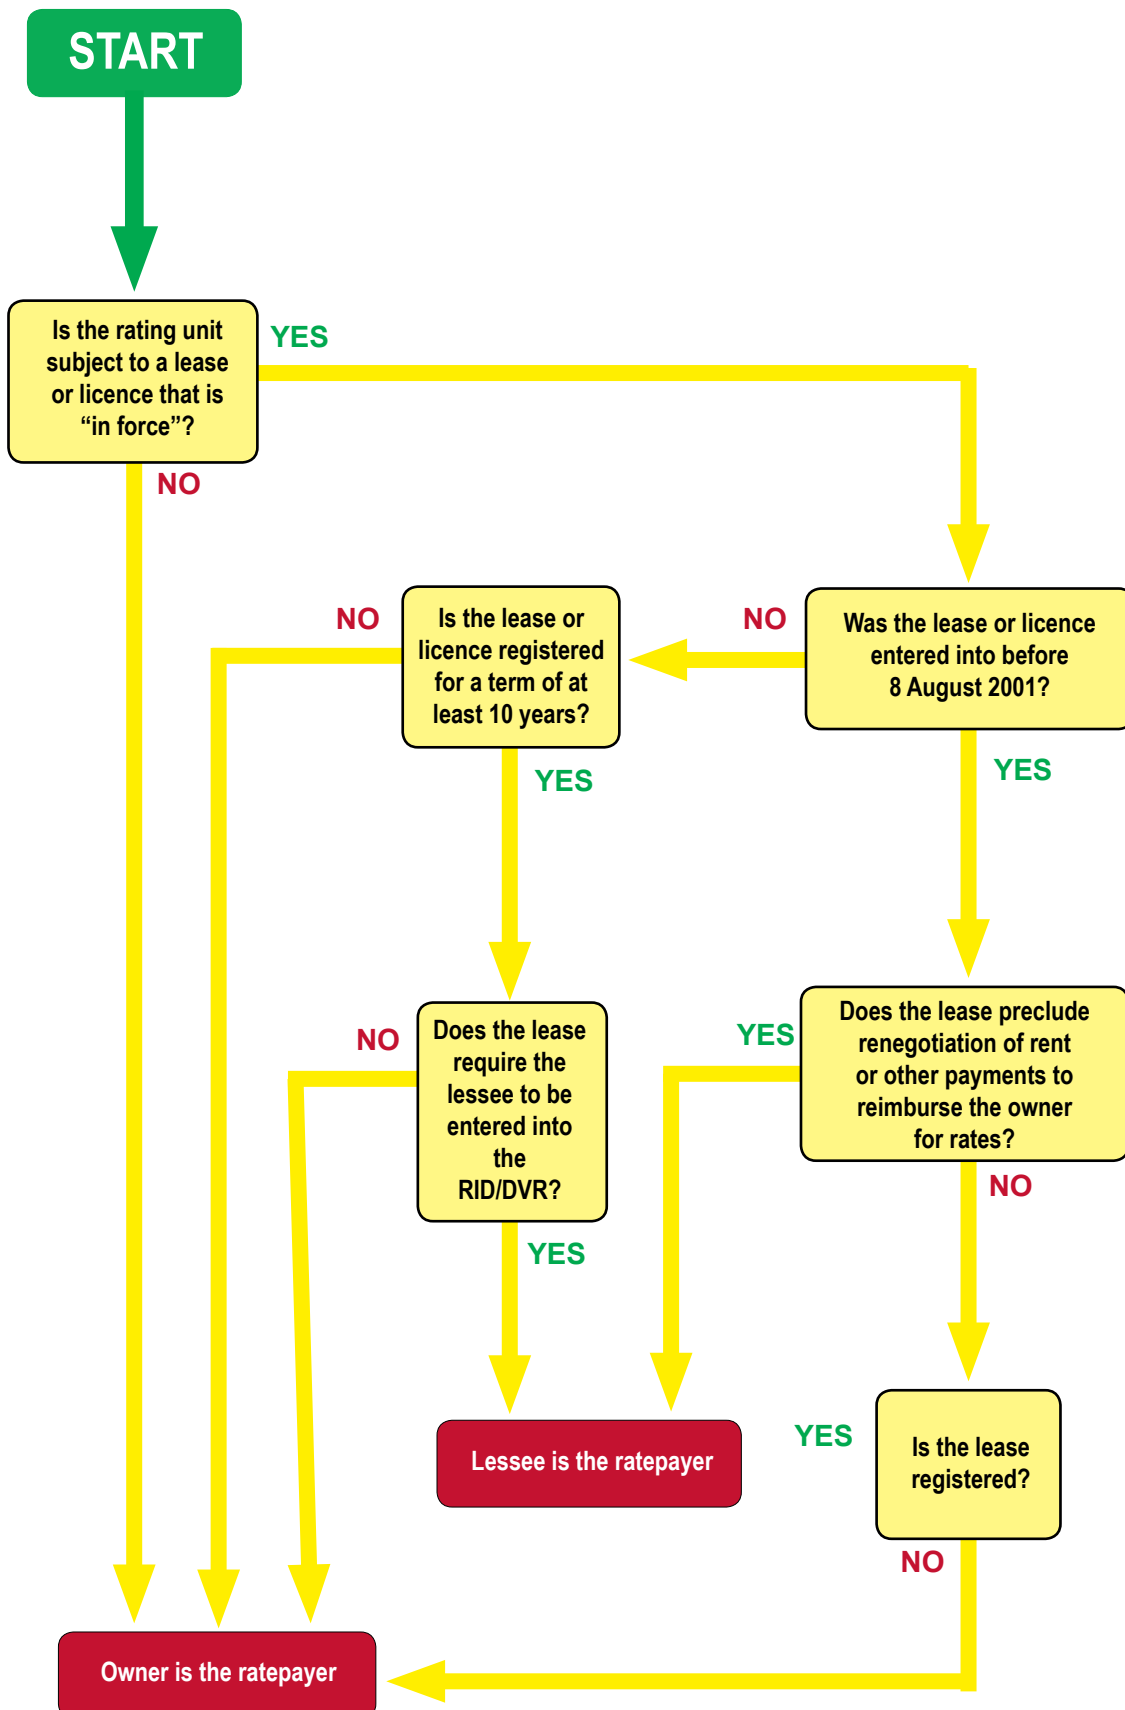 START
Is the rating unit
subject to a lease
or licence that is
“in force”?
YES
NO
Was the lease or licence
entered into before
8 August 2001?
NO
YES
Is the lease or
licence registered
for a term of at
least 10 years?
NO
YES
Does the lease
require the
lessee to be
entered into
the
RID/DVR?
NO
YES
Does the lease preclude
renegotiation of rent
or other payments to
reimburse the owner
for rates?
YES
NO
Is the lease
registered?
YES
NO
Lessee is the ratepayer
Owner is the ratepayer